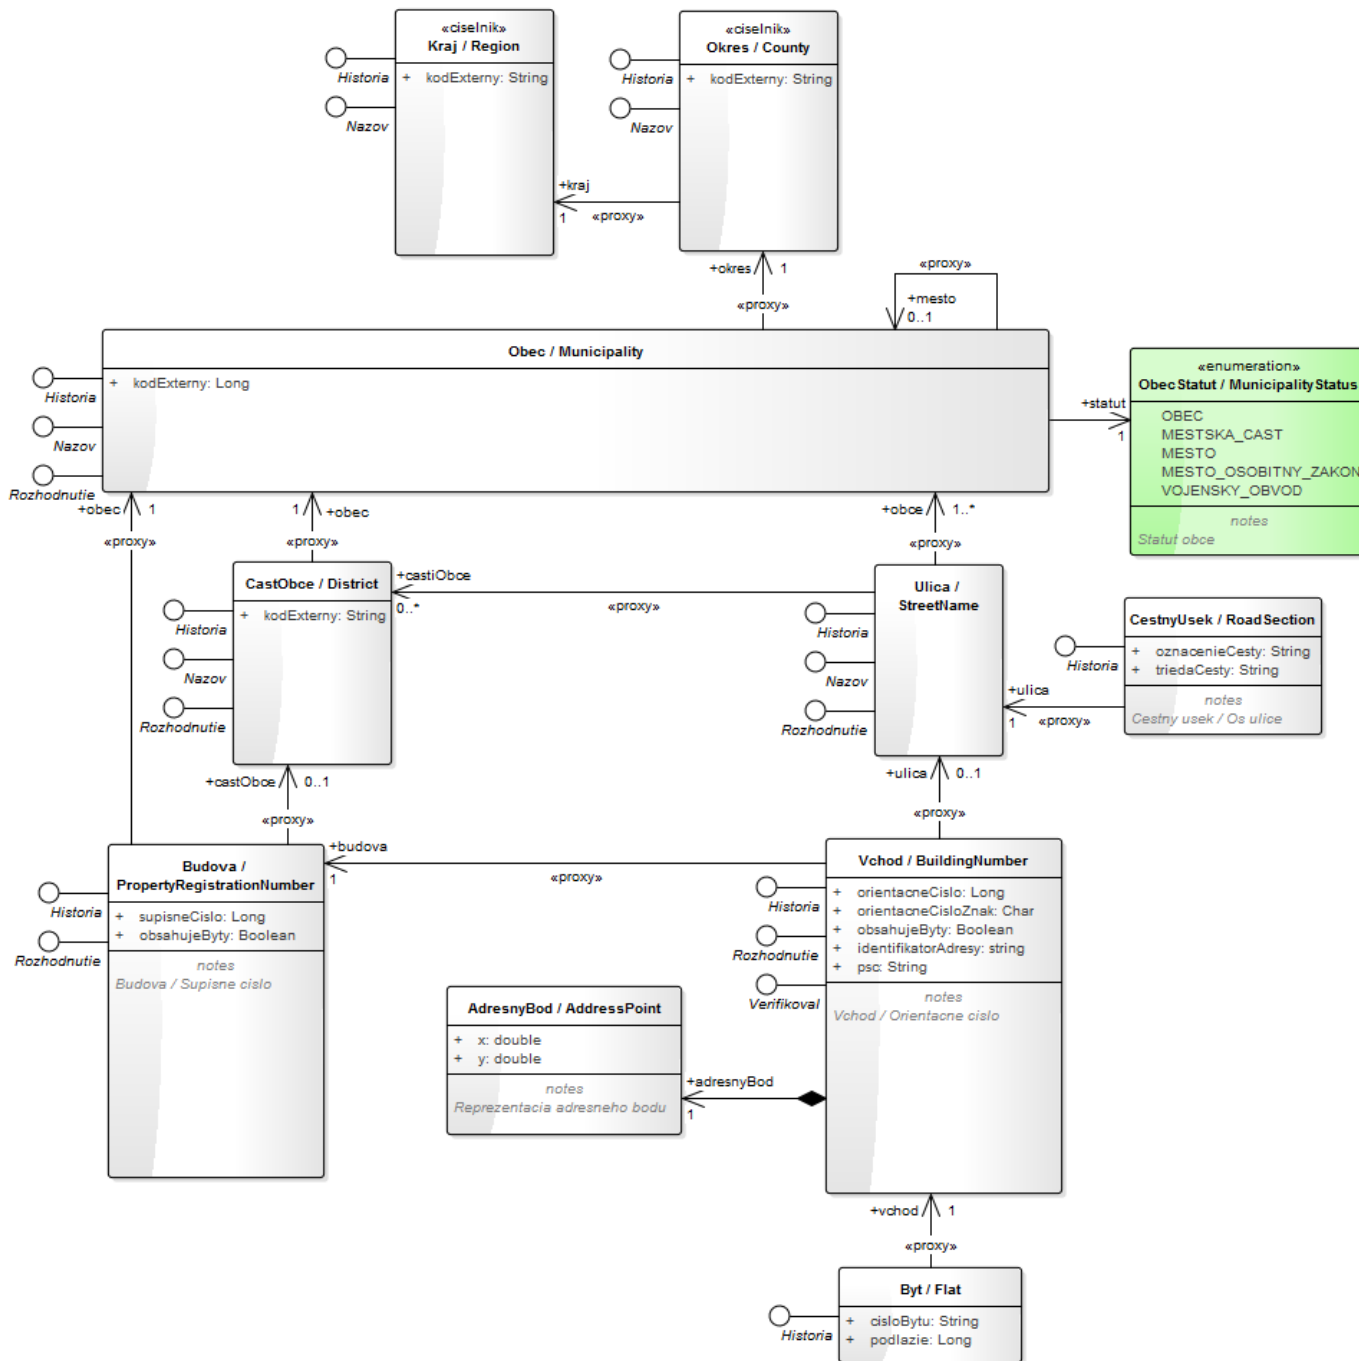 «ciselnik»
Kraj / Region
+ kodExterny: String
Historia
Nazov
«ciselnik»
Okres / County
+ kodExterny: String
Historia
Nazov
+kraj
1
«proxy»
+okres
1
«proxy»
«proxy»
+mesto
0..1
Obec / Municipality
+ kodExterny: Long
Historia
Nazov
Rozhodnutie
+statut
1
«enumeration»
ObecStatut / MunicipalityStatus
OBEC
MESTSKA_CAST
MESTO
MESTO_OSOBITNY_ZAKON
VOJENSKY_OBVOD
notes
Statut obce
+obec
1
«proxy»
1
+obec
«proxy»
+obce
1..*
«proxy»
CastObce / District
+ kodExterny: String
Historia
Nazov
Rozhodnutie
+castiObce
0..*
«proxy»
Ulica /
StreetName
Historia
Nazov
Rozhodnutie
CestnyUsek / RoadSection
+ oznacenieCesty: String
+ triedaCesty: String
notes
Cestny usek / Os ulice
Historia
+ulica
1
«proxy»
+castObce
0..1
«proxy»
+ulica
0..1
«proxy»
Budova /
PropertyRegistrationNumber
+ supisneCislo: Long
+ obsahujeByty: Boolean
notes
Budova / Supisne cislo
Historia
Rozhodnutie
+budova
1
«proxy»
Vchod / BuildingNumber
+ orientacneCislo: Long
+ orientacneCisloZnak: Char
+ obsahujeByty: Boolean
+ identifikatorAdresy: string
+ psc: String
notes
Vchod / Orientacne cislo
Historia
Rozhodnutie
Verifikoval
AdresnyBod / AddressPoint
+ x: double
+ y: double
notes
Reprezentacia adresneho bodu
+adresnyBod
1
+vchod
1
«proxy»
Byt / Flat
+ cisloBytu: String
+ podlazie: Long
Historia